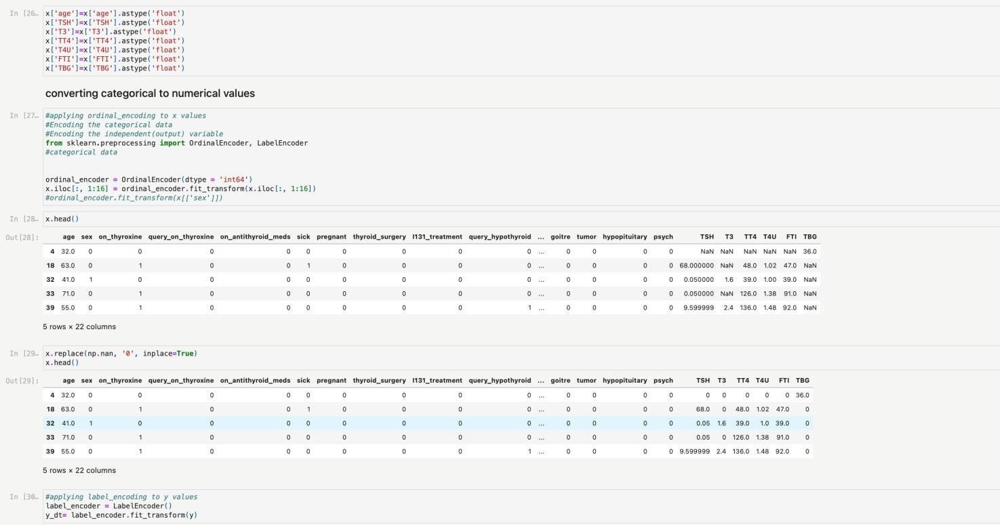 In [26…
x['age']=x['age'].astype('float')
x['TSH']=x['TSH'].astype('float')
x['T3']=x['T3'].astype('float')
x['TT4']=x['TT4'].astype('float')
x['T4U']=x['T4U'].astype('float')
x['FTI']=x['FTI'].astype('float')
x['TBG']=x['TBG'].astype('float')
converting categorical to numerical values
In [27…
#applying ordinal_encoding to x values
#Encoding the categorical data
#Encoding the independent(output) variable
from sklearn.preprocessing import OrdinalEncoder, LabelEncoder
#categorical data
ordinal_encoder = OrdinalEncoder(dtype = 'int64')
x.iloc[:, 1:16] = ordinal_encoder.fit_transform(x.iloc[:, 1:16])
#ordinal_encoder.fit_transform(x[['sex']])
In [28… x.head()
Out[28]: age sex on_thyroxine query_on_thyroxine on_antithyroid_meds sick pregnant thyroid_surgery I131_treatment query_hypothyroid ... goitre tumor hypopituitary psych TSH T3 TT4 T4U FTI TBG
4 32.0 0 0 0 0 0 0 0 0 0 ... 0 0 0 0 NaN NaN NaN NaN NaN 36.0
18 63.0 0 1 0 0 1 0 0 0 0 ... 0 0 0 0 68.000000 NaN 48.0 1.02 47.0 NaN
32 41.0 1 0 0 0 0 0 0 0 0 ... 0 0 0 0 0.050000 1.6 39.0 1.00 39.0 NaN
33 71.0 0 1 0 0 0 0 0 0 0 ... 0 0 0 0 0.050000 NaN 126.0 1.38 91.0 NaN
39 55.0 0 1 0 0 0 0 0 0 1 ... 0 0 0 0 9.599999 2.4 136.0 1.48 92.0 NaN
5 rows × 22 columns
In [29… x.replace(np.nan, '0', inplace=True)
x.head()
Out[29]: age sex on_thyroxine query_on_thyroxine on_antithyroid_meds sick pregnant thyroid_surgery I131_treatment query_hypothyroid ... goitre tumor hypopituitary psych TSH T3 TT4 T4U FTI TBG
4 32.0 0 0 0 0 0 0 0 0 0 ... 0 0 0 0 0 0 0 0 0 36.0
18 63.0 0 1 0 0 1 0 0 0 0 ... 0 0 0 0 68.0 0 48.0 1.02 47.0 0
32 41.0 1 0 0 0 0 0 0 0 0 ... 0 0 0 0 0.05 1.6 39.0 1.0 39.0 0
33 71.0 0 1 0 0 0 0 0 0 0 ... 0 0 0 0 0.05 0 126.0 1.38 91.0 0
39 55.0 0 1 0 0 0 0 0 0 1 ... 0 0 0 0 9.599999 2.4 136.0 1.48 92.0 0
5 rows × 22 columns
In [30… #applying label_encoding to y values
label_encoder = LabelEncoder()
y_dt= label_encoder.fit_transform(y)